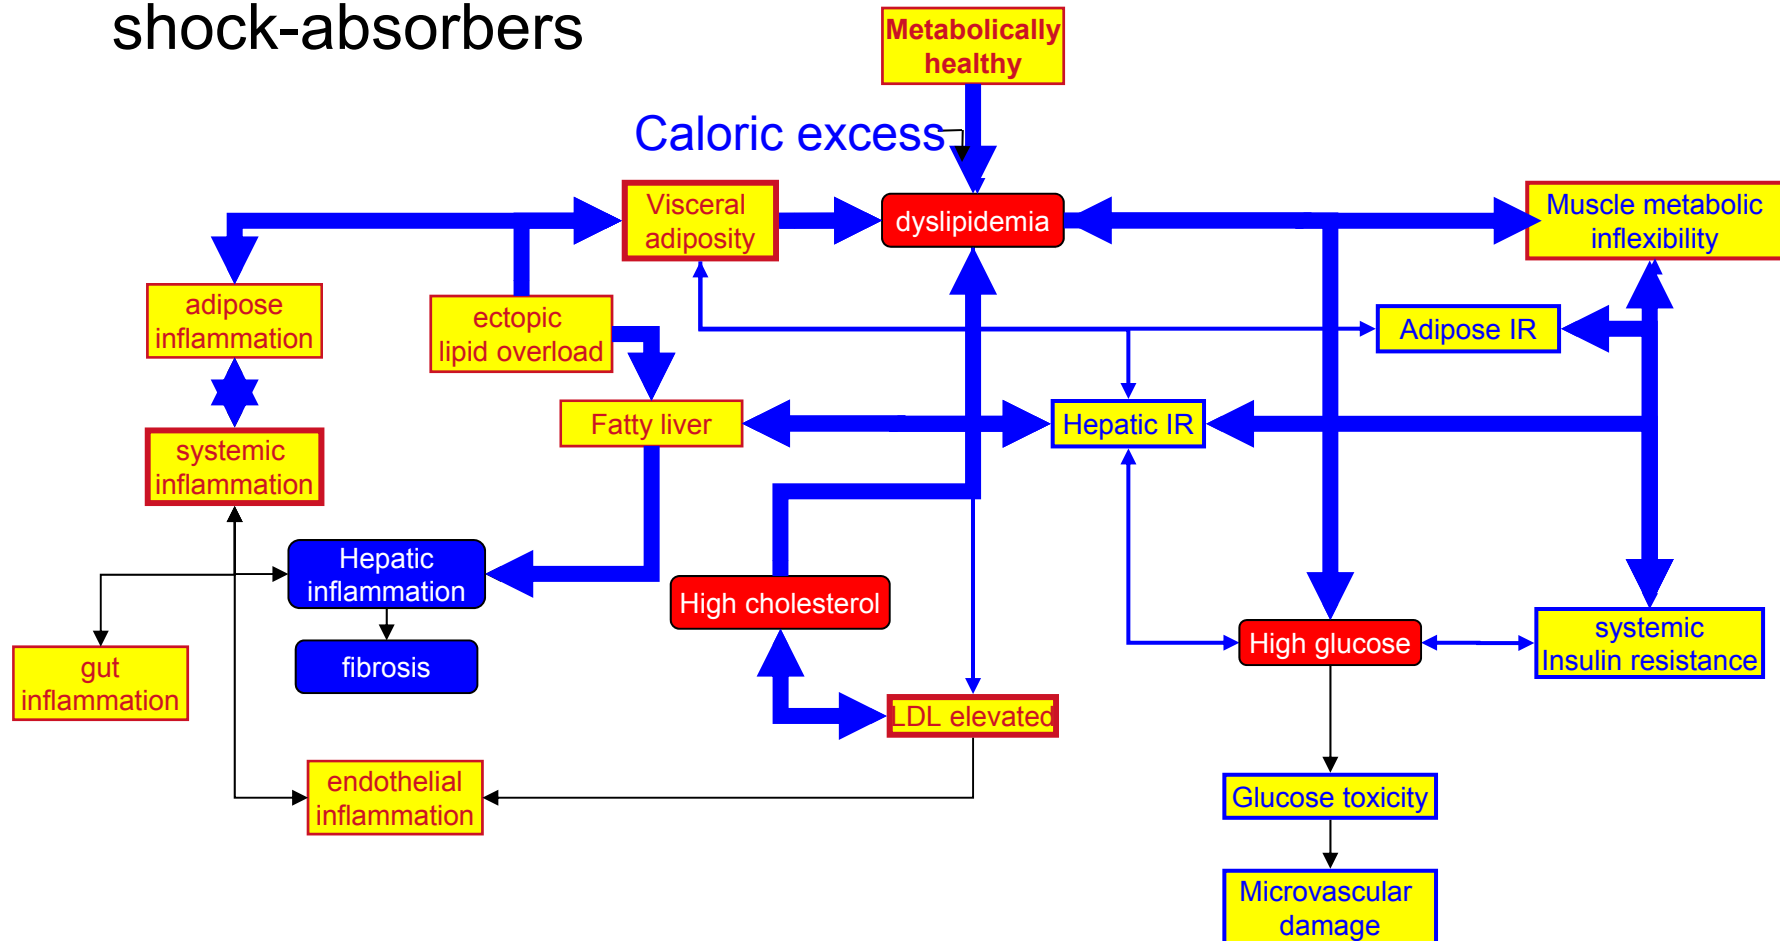 shock-absorbers
Metabolically
healthy
Caloric excess
Visceral
adiposity
dyslipidemia
Muscle metabolic
inflexibility
adipose
inflammation
ectopic
lipid overload
Adipose IR
Fatty liver
Hepatic IR
systemic
inflammation
Hepatic
inflammation
High cholesterol
High glucose
systemic
Insulin resistance
fibrosis
gut
inflammation
LDL elevated
endothelial
inflammation
Glucose toxicity
Microvascular
damage